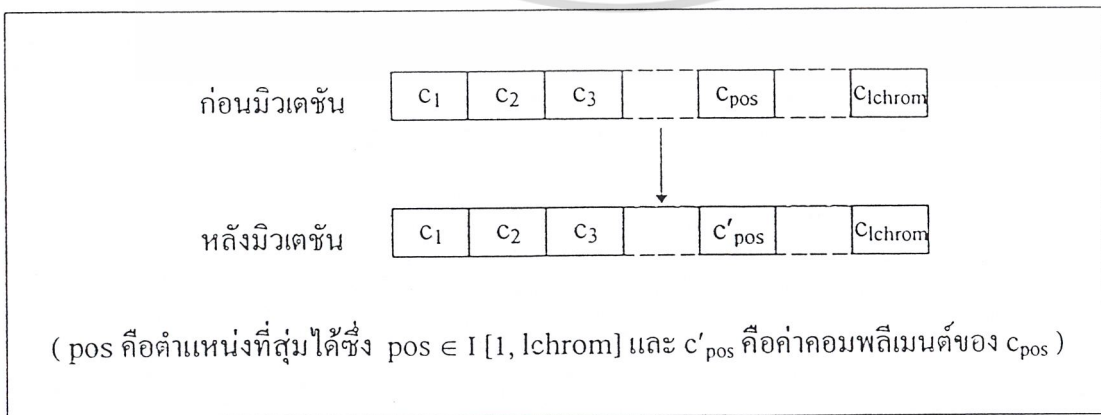 ก่อนมิวเตชัน c1 c2 c3 cpos clchrom
หลังมิวเตชัน c1 c2 c3 c′pos clchrom
( pos คือตำแหน่งที่สุ่มได้ซึ่ง pos ∈ I [1, lchrom] และ c′pos คือค่าคอมพลีเมนต์ของ cpos )